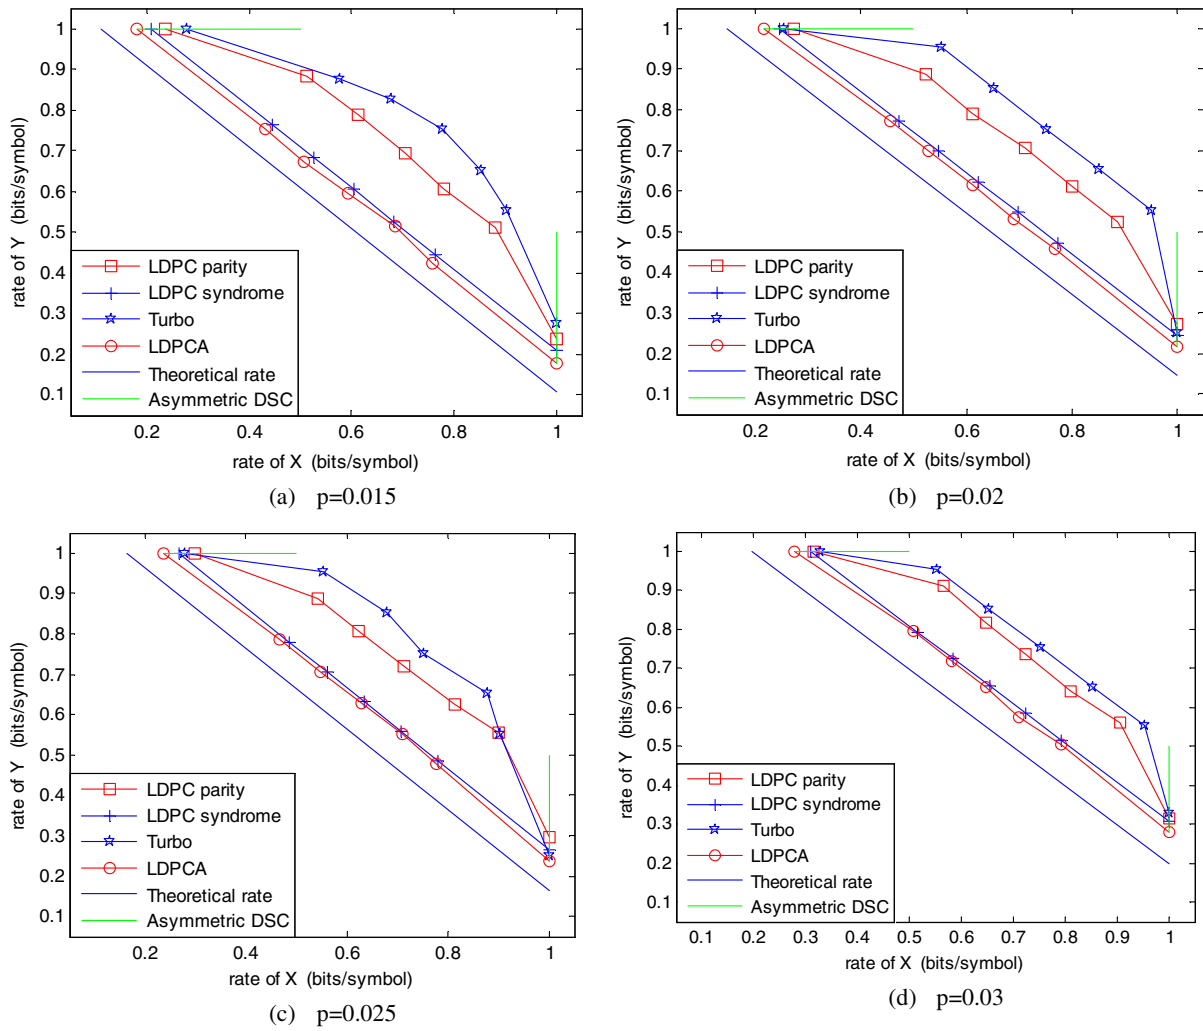 1
0.9
0.8
0.7
0.6
0.5
0.4
0.3
0.2
0.1
rate of Y (bits/symbol)
LDPC parity
LDPC syndrome
Turbo
LDPCA
Theoretical rate
Asymmetric DSC
0.2 0.4 0.6 0.8 1
rate of X (bits/symbol)
(a) p=0.015
1
0.9
0.8
0.7
0.6
0.5
0.4
0.3
0.2
0.1
rate of Y (bits/symbol)
LDPC parity
LDPC syndrome
Turbo
LDPCA
Theoretical rate
Asymmetric DSC
0.2 0.4 0.6 0.8 1
rate of X (bits/symbol)
(b) p=0.02
1
0.9
0.8
0.7
0.6
0.5
0.4
0.3
0.2
0.1
rate of Y (bits/symbol)
LDPC parity
LDPC syndrome
Turbo
LDPCA
Theoretical rate
Asymmetric DSC
0.2 0.4 0.6 0.8 1
rate of X (bits/symbol)
(c) p=0.025
1
0.9
0.8
0.7
0.6
0.5
0.4
0.3
0.2
0.1
rate of Y (bits/symbol)
LDPC parity
LDPC syndrome
Turbo
LDPCA
Theoretical rate
Asymmetric DSC
0.1 0.2 0.3 0.4 0.5 0.6 0.7 0.8 0.9 1
rate of X (bits/symbol)
(d) p=0.03